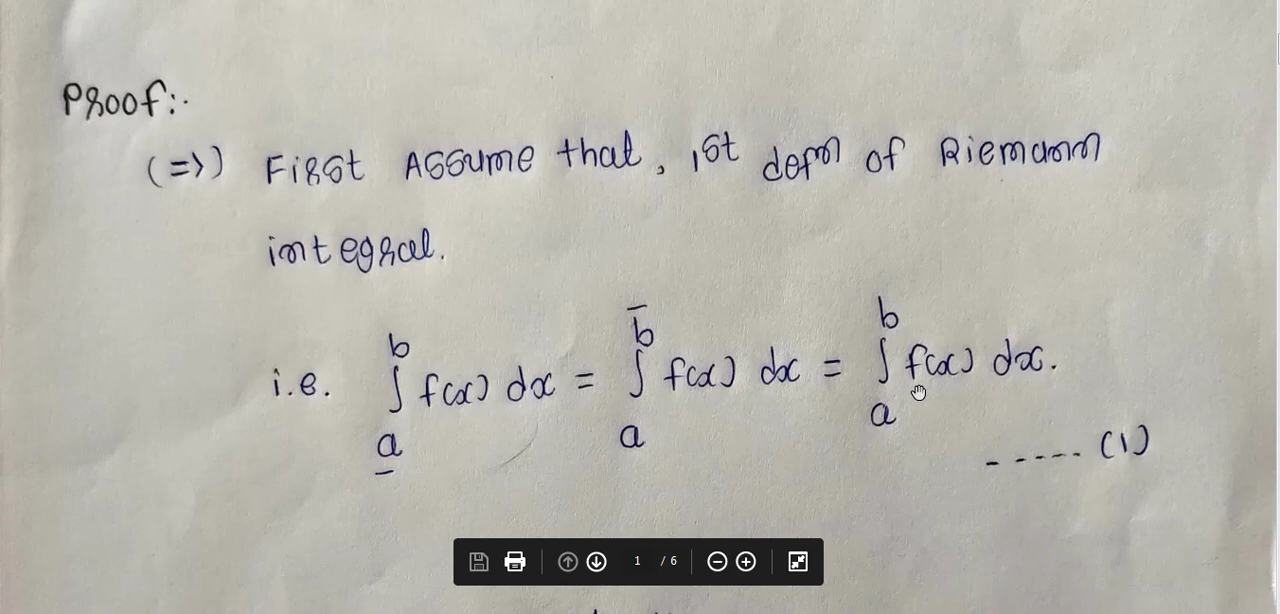 Proof:-
(=>) First Assume that, 1st defn of Riemann
integral.
i.e. ∫_a̲^b f(x) dx = ∫_a^b̅ f(x) dx = ∫_a^b f(x) dx.
----- (1)
1 / 6